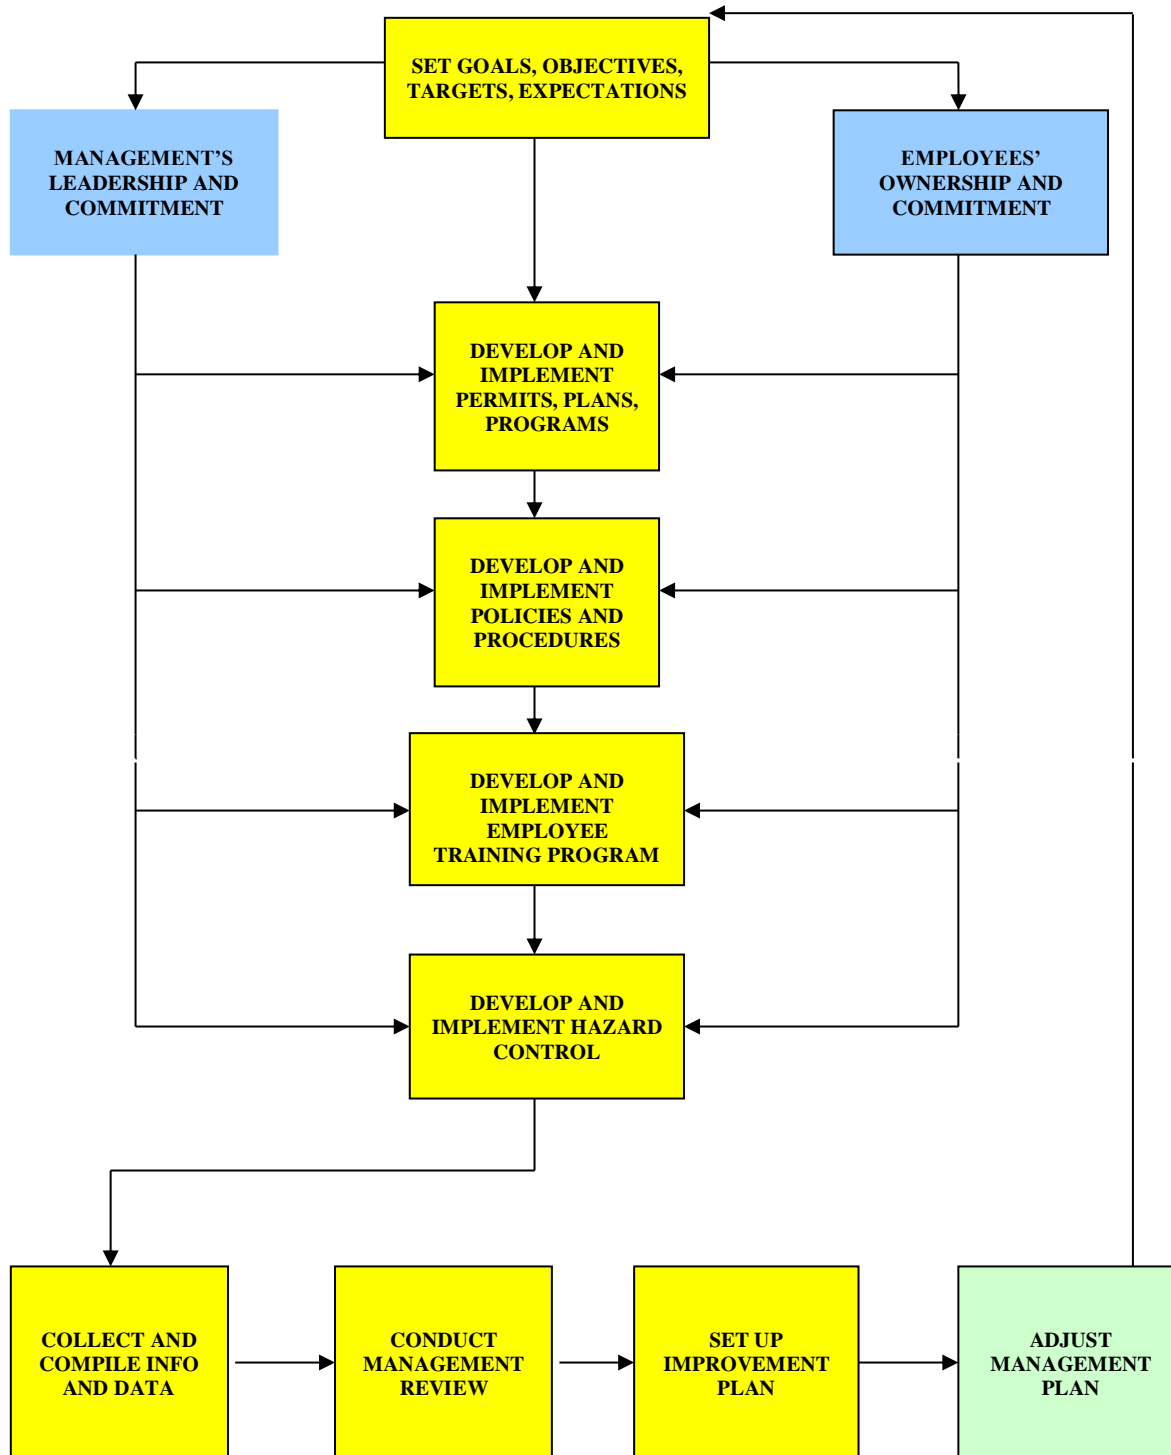 SET GOALS, OBJECTIVES,
TARGETS, EXPECTATIONS
MANAGEMENT’S
LEADERSHIP AND
COMMITMENT
EMPLOYEES’
OWNERSHIP AND
COMMITMENT
DEVELOP AND
IMPLEMENT
PERMITS, PLANS,
PROGRAMS
DEVELOP AND
IMPLEMENT
POLICIES AND
PROCEDURES
DEVELOP AND
IMPLEMENT
EMPLOYEE
TRAINING PROGRAM
DEVELOP AND
IMPLEMENT HAZARD
CONTROL
COLLECT AND
COMPILE INFO
AND DATA
CONDUCT
MANAGEMENT
REVIEW
SET UP
IMPROVEMENT
PLAN
ADJUST
MANAGEMENT
PLAN